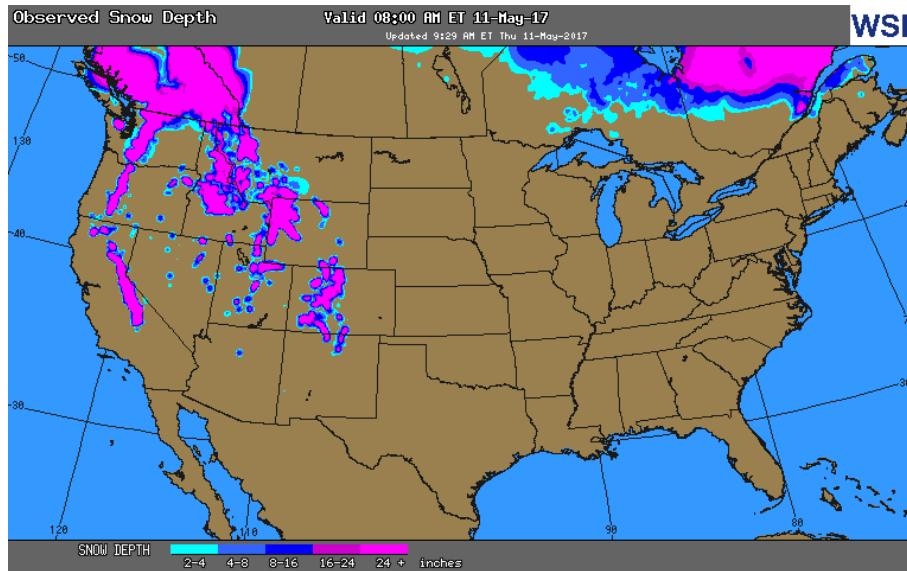 Observed Snow Depth
Valid 08:00 AM ET 11-May-17
Updated 9:29 AM ET Thu 11-May-2017
WSI
50
130
40
30
30
120
110
90
80
SNOW DEPTH
2-4 4-8 8-16 16-24 24 + inches